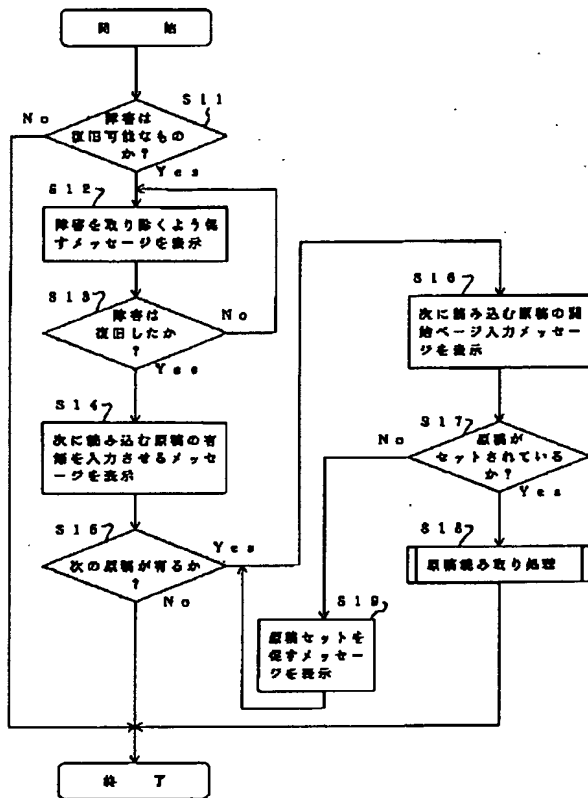 開 始
S11
障害は
復旧可能なもの
か?
No
Yes
S12
障害を取り除くよう促
すメッセージを表示
S13
障害は
復旧したか
?
No
Yes
S14
次に読み込む原稿の有
無を入力させるメッセ
ージを表示
S15
次の原稿が有るか
?
Yes
No
S16
次に読み込む原稿の開
始ページ入力メッセー
ジを表示
S17
原稿が
セットされている
か?
No
Yes
S18
原稿読み取り処理
S19
原稿セットを
促すメッセー
ジを表示
終 了